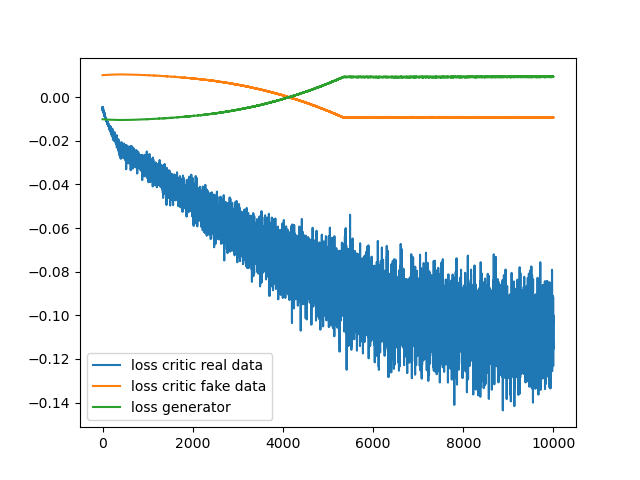 0.00
−0.02
−0.04
−0.06
−0.08
−0.10
−0.12
−0.14
loss critic real data
loss critic fake data
loss generator
0 2000 4000 6000 8000 10000